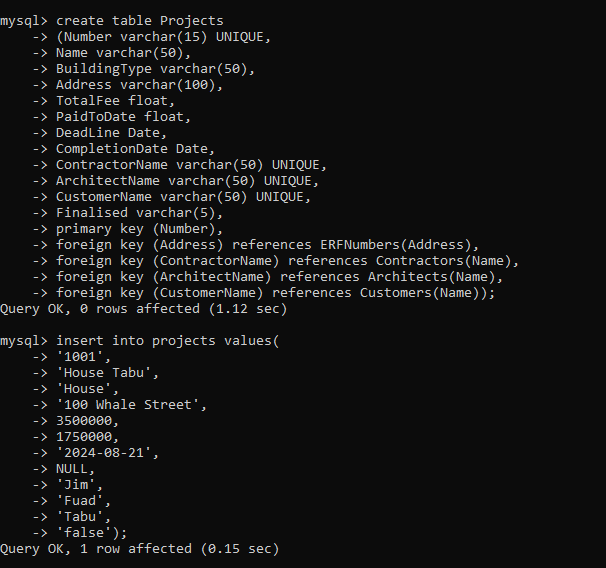 mysql> create table Projects
    -> (Number varchar(15) UNIQUE,
    -> Name varchar(50),
    -> BuildingType varchar(50),
    -> Address varchar(100),
    -> TotalFee float,
    -> PaidToDate float,
    -> DeadLine Date,
    -> CompletionDate Date,
    -> ContractorName varchar(50) UNIQUE,
    -> ArchitectName varchar(50) UNIQUE,
    -> CustomerName varchar(50) UNIQUE,
    -> Finalised varchar(5),
    -> primary key (Number),
    -> foreign key (Address) references ERFNumbers(Address),
    -> foreign key (ContractorName) references Contractors(Name),
    -> foreign key (ArchitectName) references Architects(Name),
    -> foreign key (CustomerName) references Customers(Name));
Query OK, 0 rows affected (1.12 sec)

mysql> insert into projects values(
    -> '1001',
    -> 'House Tabu',
    -> 'House',
    -> '100 Whale Street',
    -> 3500000,
    -> 1750000,
    -> '2024-08-21',
    -> NULL,
    -> 'Jim',
    -> 'Fuad',
    -> 'Tabu',
    -> 'false');
Query OK, 1 row affected (0.15 sec)